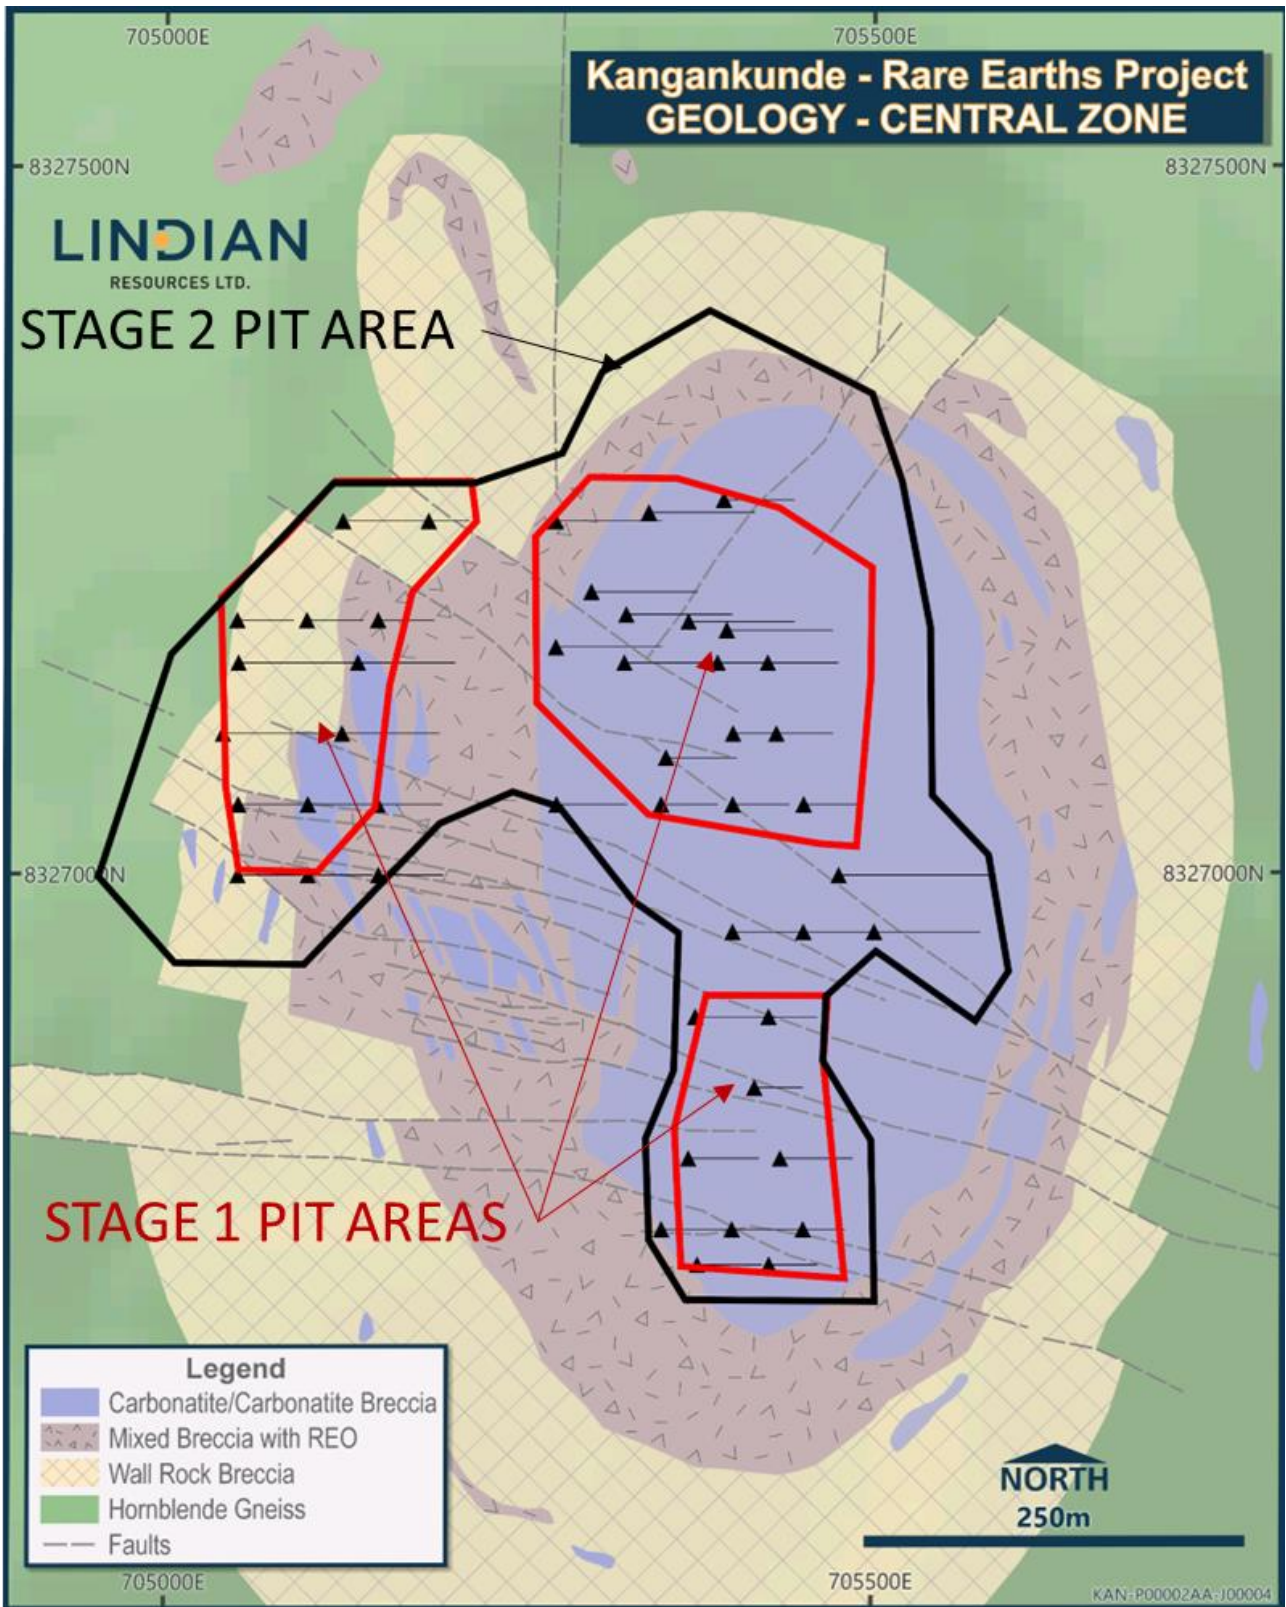 705000E
705500E
Kangankunde - Rare Earths Project
GEOLOGY - CENTRAL ZONE
8327500N
8327500N
LINDIAN
RESOURCES LTD.
STAGE 2 PIT AREA
8327000N
8327000N
STAGE 1 PIT AREAS
Legend
Carbonatite/Carbonatite Breccia
Mixed Breccia with REO
Wall Rock Breccia
Hornblende Gneiss
Faults
NORTH
250m
705000E
705500E
KAN-P00002AA-J00004